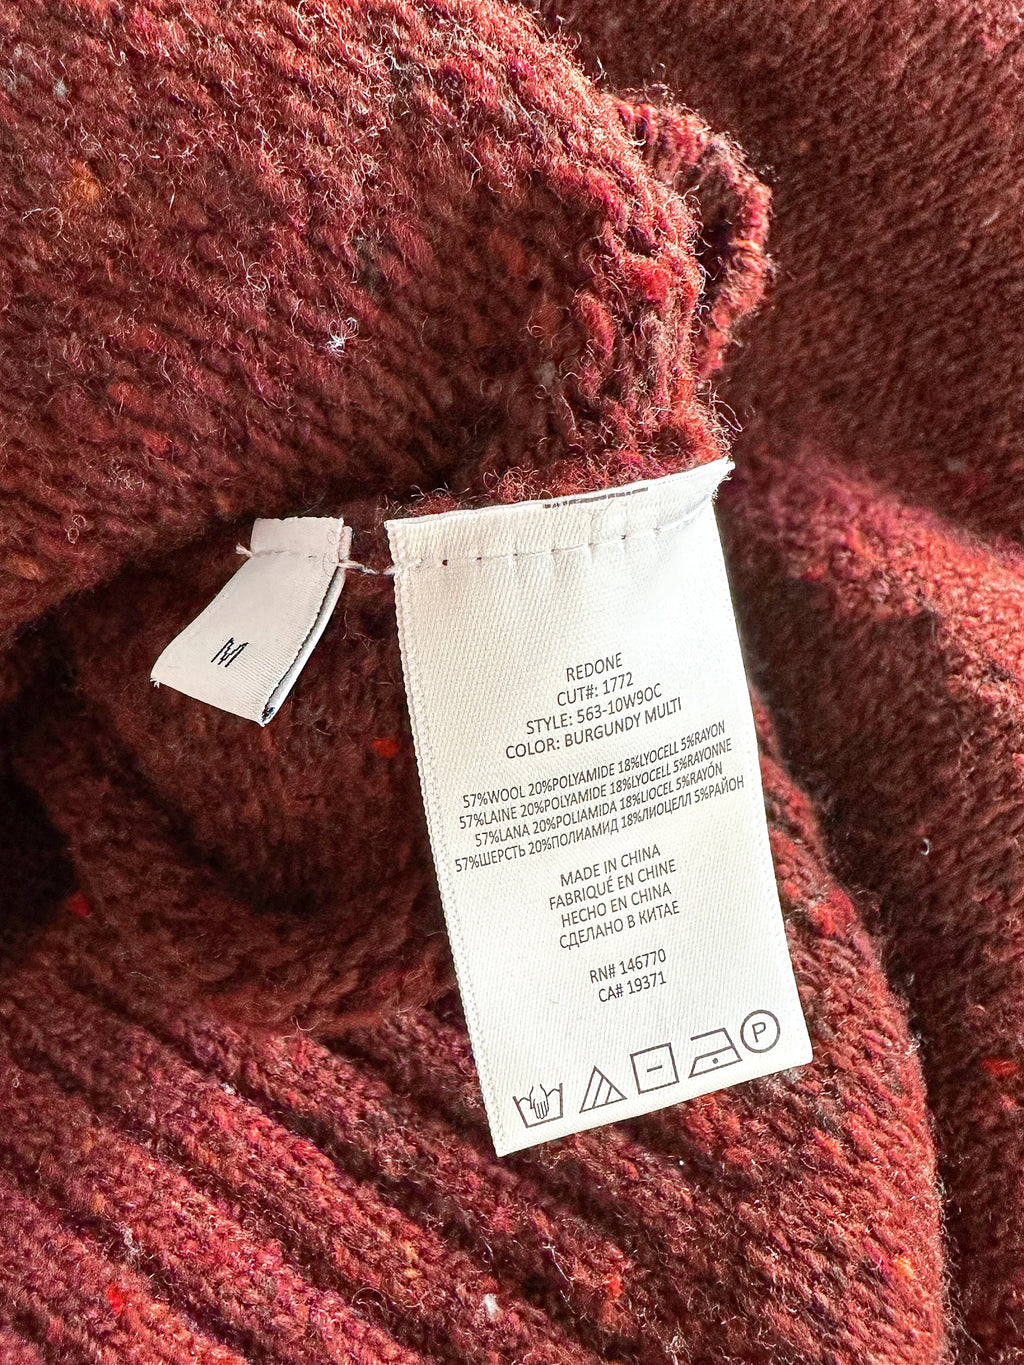 M
REDONE
CUT#: 1772
STYLE: 563-10W9OC
COLOR: BURGUNDY MULTI
57%WOOL 20%POLYAMIDE 18%LYOCELL 5%RAYON
57%LAINE 20%POLYAMIDE 18%LYOCELL 5%RAYONNE
57%LANA 20%POLIAMIDA 18%LIOCEL 5%RAYÓN
57%ШЕРСТЬ 20%ПОЛИАМИД 18%ЛИОЦЕЛЛ 5%РАЙОН
MADE IN CHINA
FABRIQUÉ EN CHINE
HECHO EN CHINA
СДЕЛАНО В КИТАЕ
RN# 146770
CA# 19371
P